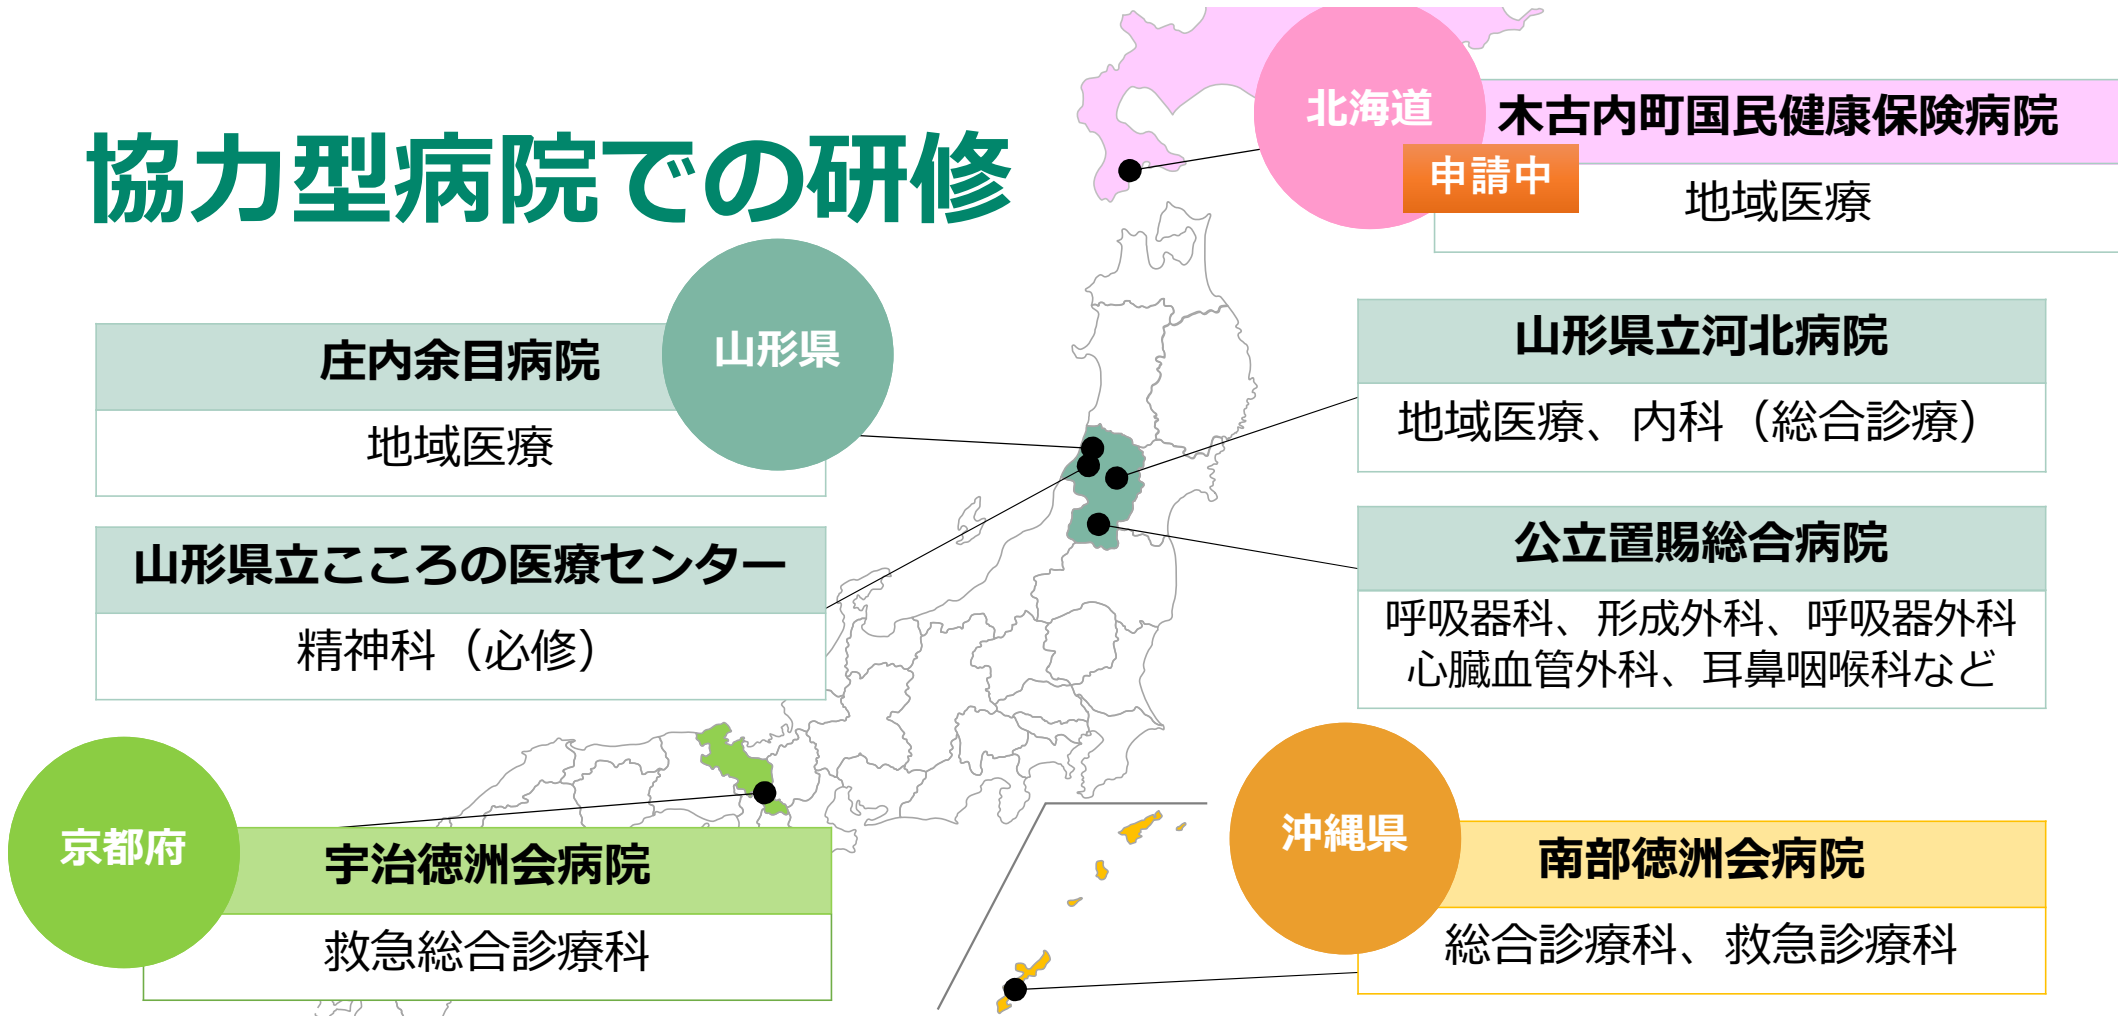 協力型病院での研修
北海道
木古内町国民健康保険病院
申請中
地域医療
山形県
庄内余目病院
地域医療
山形県立河北病院
地域医療、内科（総合診療）
山形県立こころの医療センター
精神科（必修）
公立置賜総合病院
呼吸器科、形成外科、呼吸器外科
心臓血管外科、耳鼻咽喉科など
京都府
宇治徳洲会病院
救急総合診療科
沖縄県
南部徳洲会病院
総合診療科、救急診療科